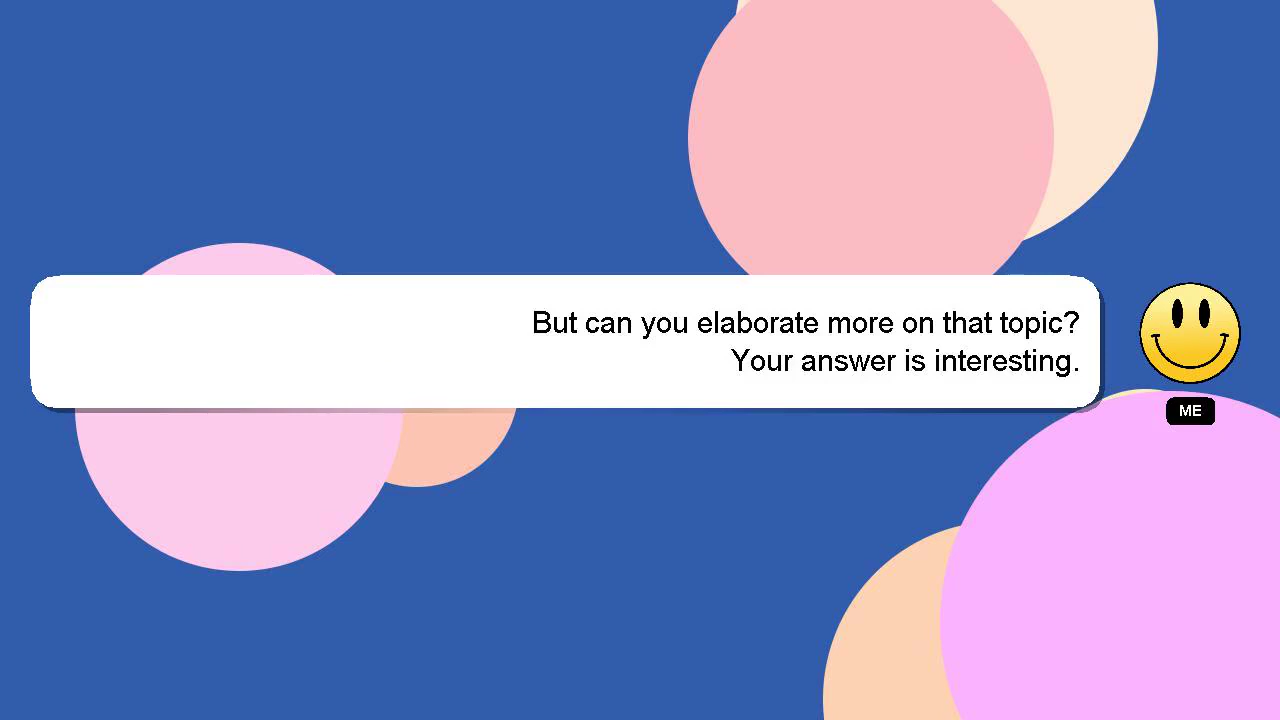 But can you elaborate more on that topic?
Your answer is interesting.
ME